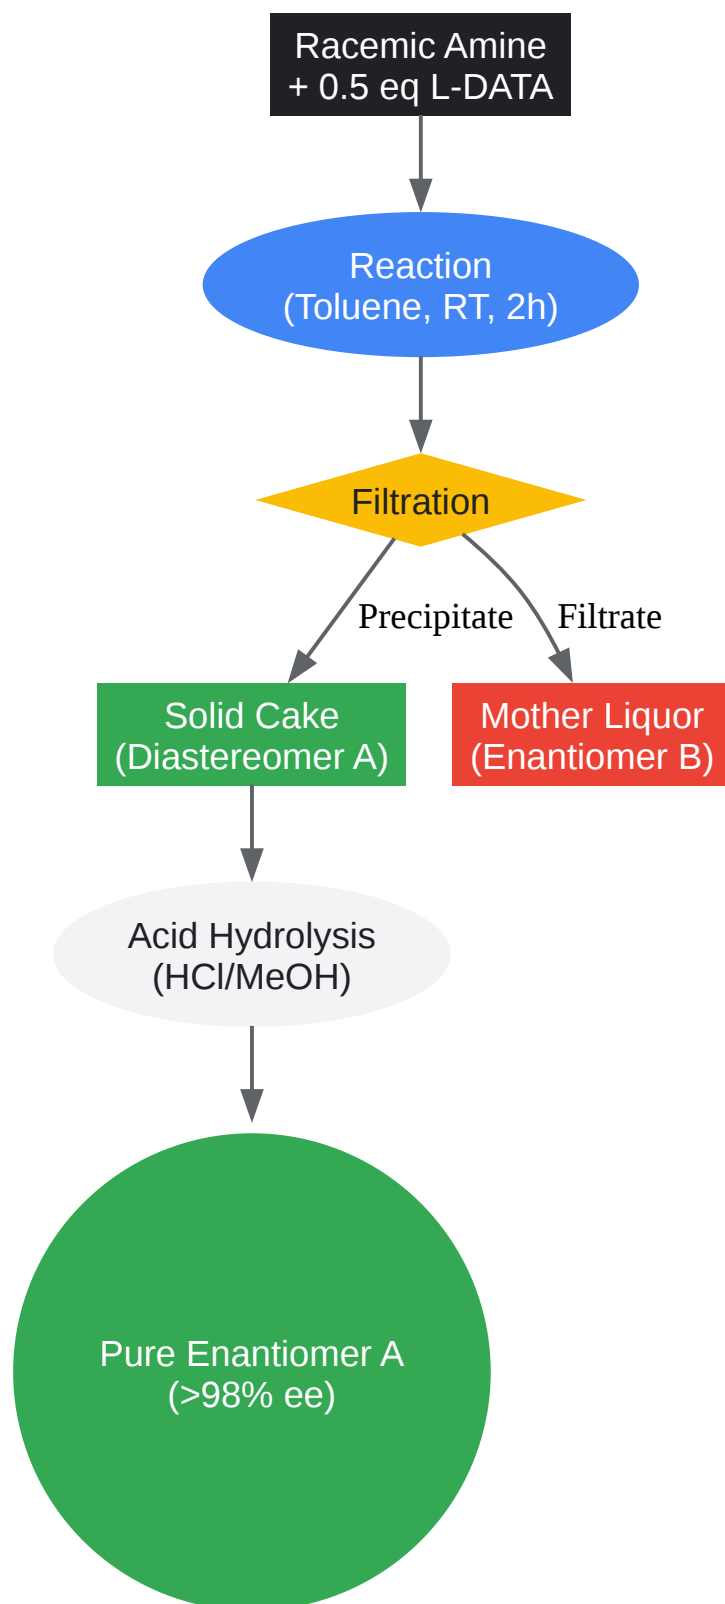 Racemic Amine
+ 0.5 eq L-DATA
Reaction
(Toluene, RT, 2h)
Filtration
Precipitate
Filtrate
Solid Cake
(Diastereomer A)
Mother Liquor
(Enantiomer B)
Acid Hydrolysis
(HCl/MeOH)
Pure Enantiomer A
(>98% ee)